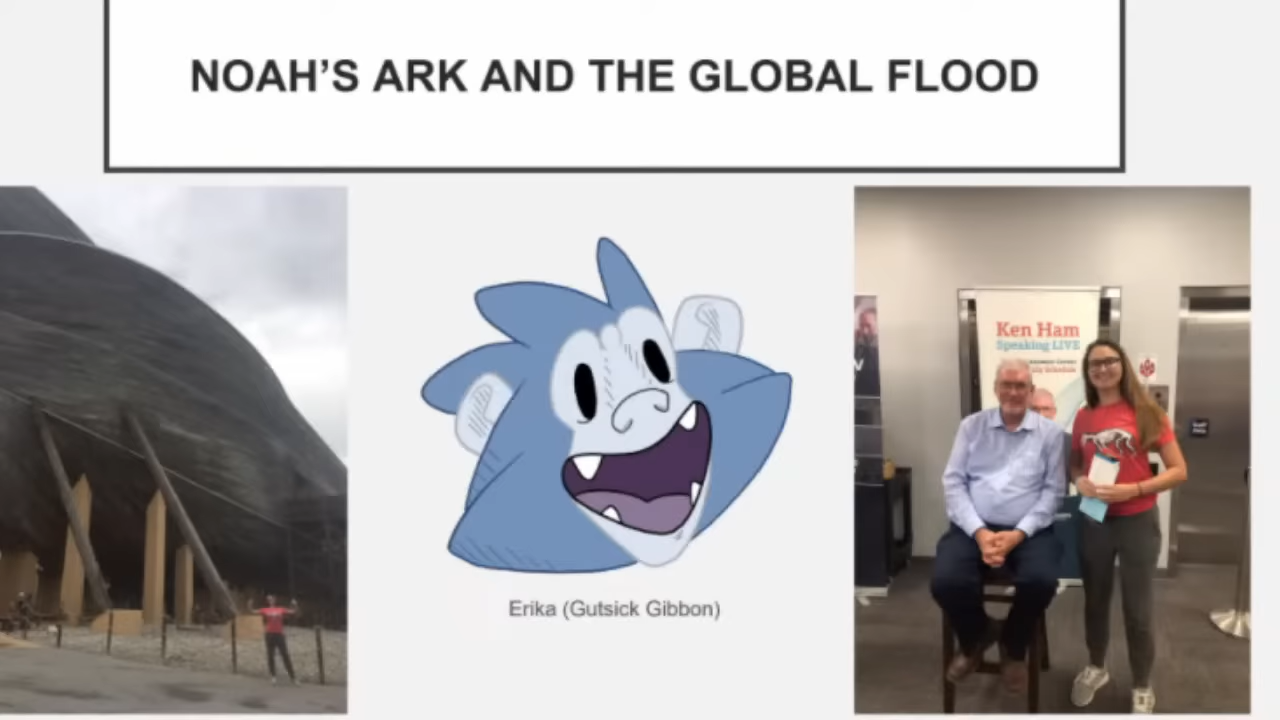 NOAH'S ARK AND THE GLOBAL FLOOD
Ken Ham
Speaking LIVE
Erika (Gutsick Gibbon)